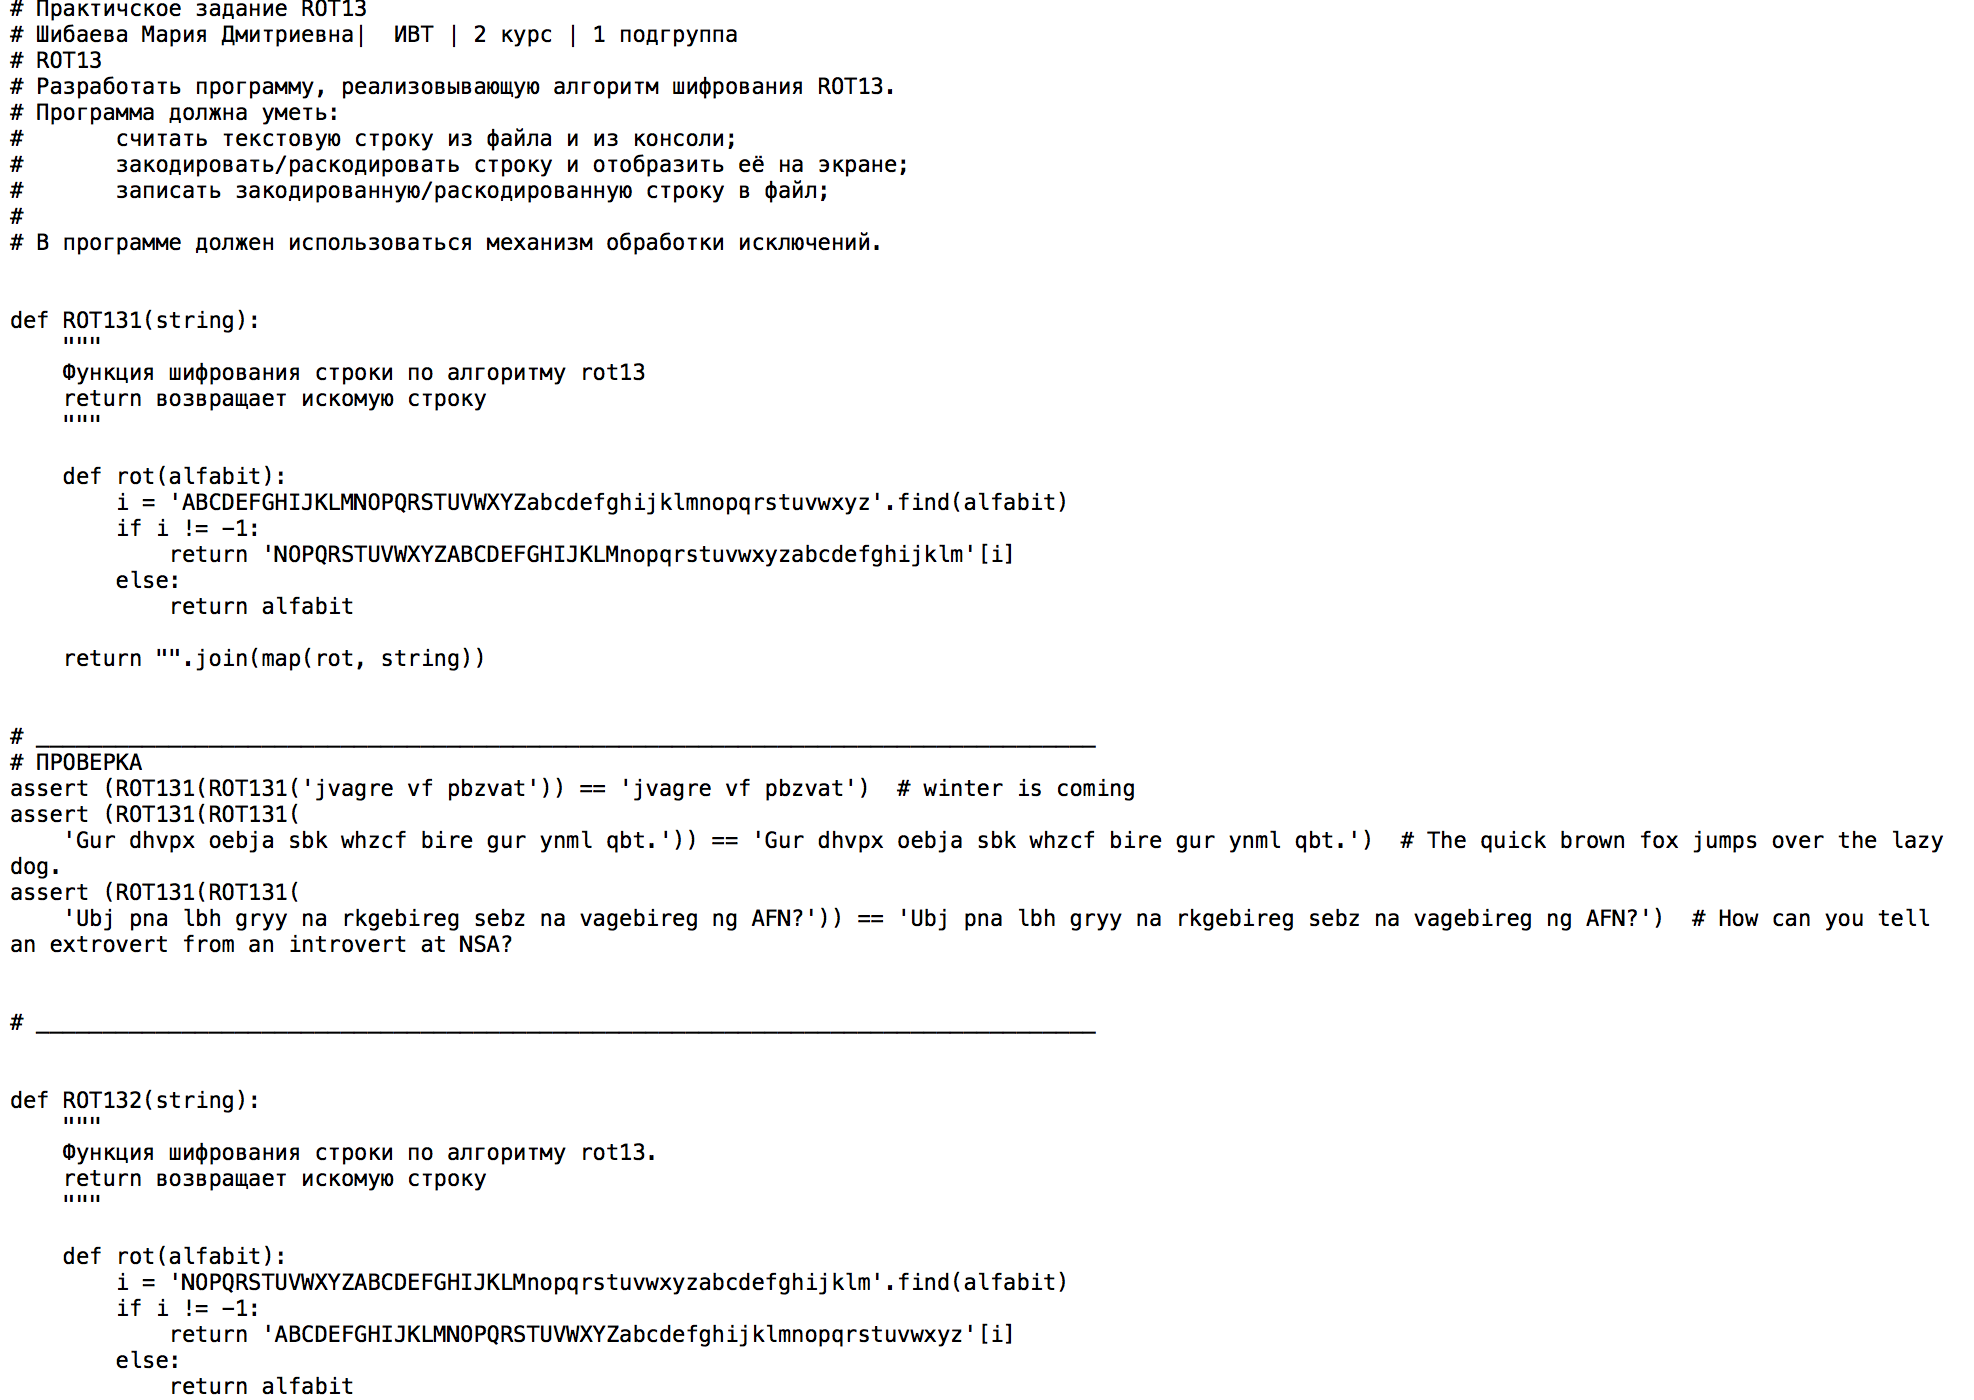 # Практичское задание ROT13
# Шибаева Мария Дмитриевна|  ИВТ | 2 курс | 1 подгруппа
# ROT13
# Разработать программу, реализовывающую алгоритм шифрования ROT13.
# Программа должна уметь:
#       считать текстовую строку из файла и из консоли;
#       закодировать/раскодировать строку и отобразить её на экране;
#       записать закодированную/раскодированную строку в файл;
#
# В программе должен использоваться механизм обработки исключений.
def ROT131(string):
    """
    Функция шифрования строки по алгоритму rot13
    return возвращает искомую строку
    """
    def rot(alfabit):
        i = 'ABCDEFGHIJKLMNOPQRSTUVWXYZabcdefghijklmnopqrstuvwxyz'.find(alfabit)
        if i != -1:
            return 'NOPQRSTUVWXYZABCDEFGHIJKLMnopqrstuvwxyzabcdefghijklm'[i]
        else:
            return alfabit
    return "".join(map(rot, string))
# ________________________________________________________________________________
# ПРОВЕРКА
assert (ROT131(ROT131('jvagre vf pbzvat')) == 'jvagre vf pbzvat')  # winter is coming
assert (ROT131(ROT131(
    'Gur dhvpx oebja sbk whzcf bire gur ynml qbt.')) == 'Gur dhvpx oebja sbk whzcf bire gur ynml qbt.')  # The quick brown fox jumps over the lazy
dog.
assert (ROT131(ROT131(
    'Ubj pna lbh gryy na rkgebireg sebz na vagebireg ng AFN?')) == 'Ubj pna lbh gryy na rkgebireg sebz na vagebireg ng AFN?')  # How can you tell
an extrovert from an introvert at NSA?
# ________________________________________________________________________________
def ROT132(string):
    """
    Функция шифрования строки по алгоритму rot13.
    return возвращает искомую строку
    """
    def rot(alfabit):
        i = 'NOPQRSTUVWXYZABCDEFGHIJKLMnopqrstuvwxyzabcdefghijklm'.find(alfabit)
        if i != -1:
            return 'ABCDEFGHIJKLMNOPQRSTUVWXYZabcdefghijklmnopqrstuvwxyz'[i]
        else:
            return alfabit